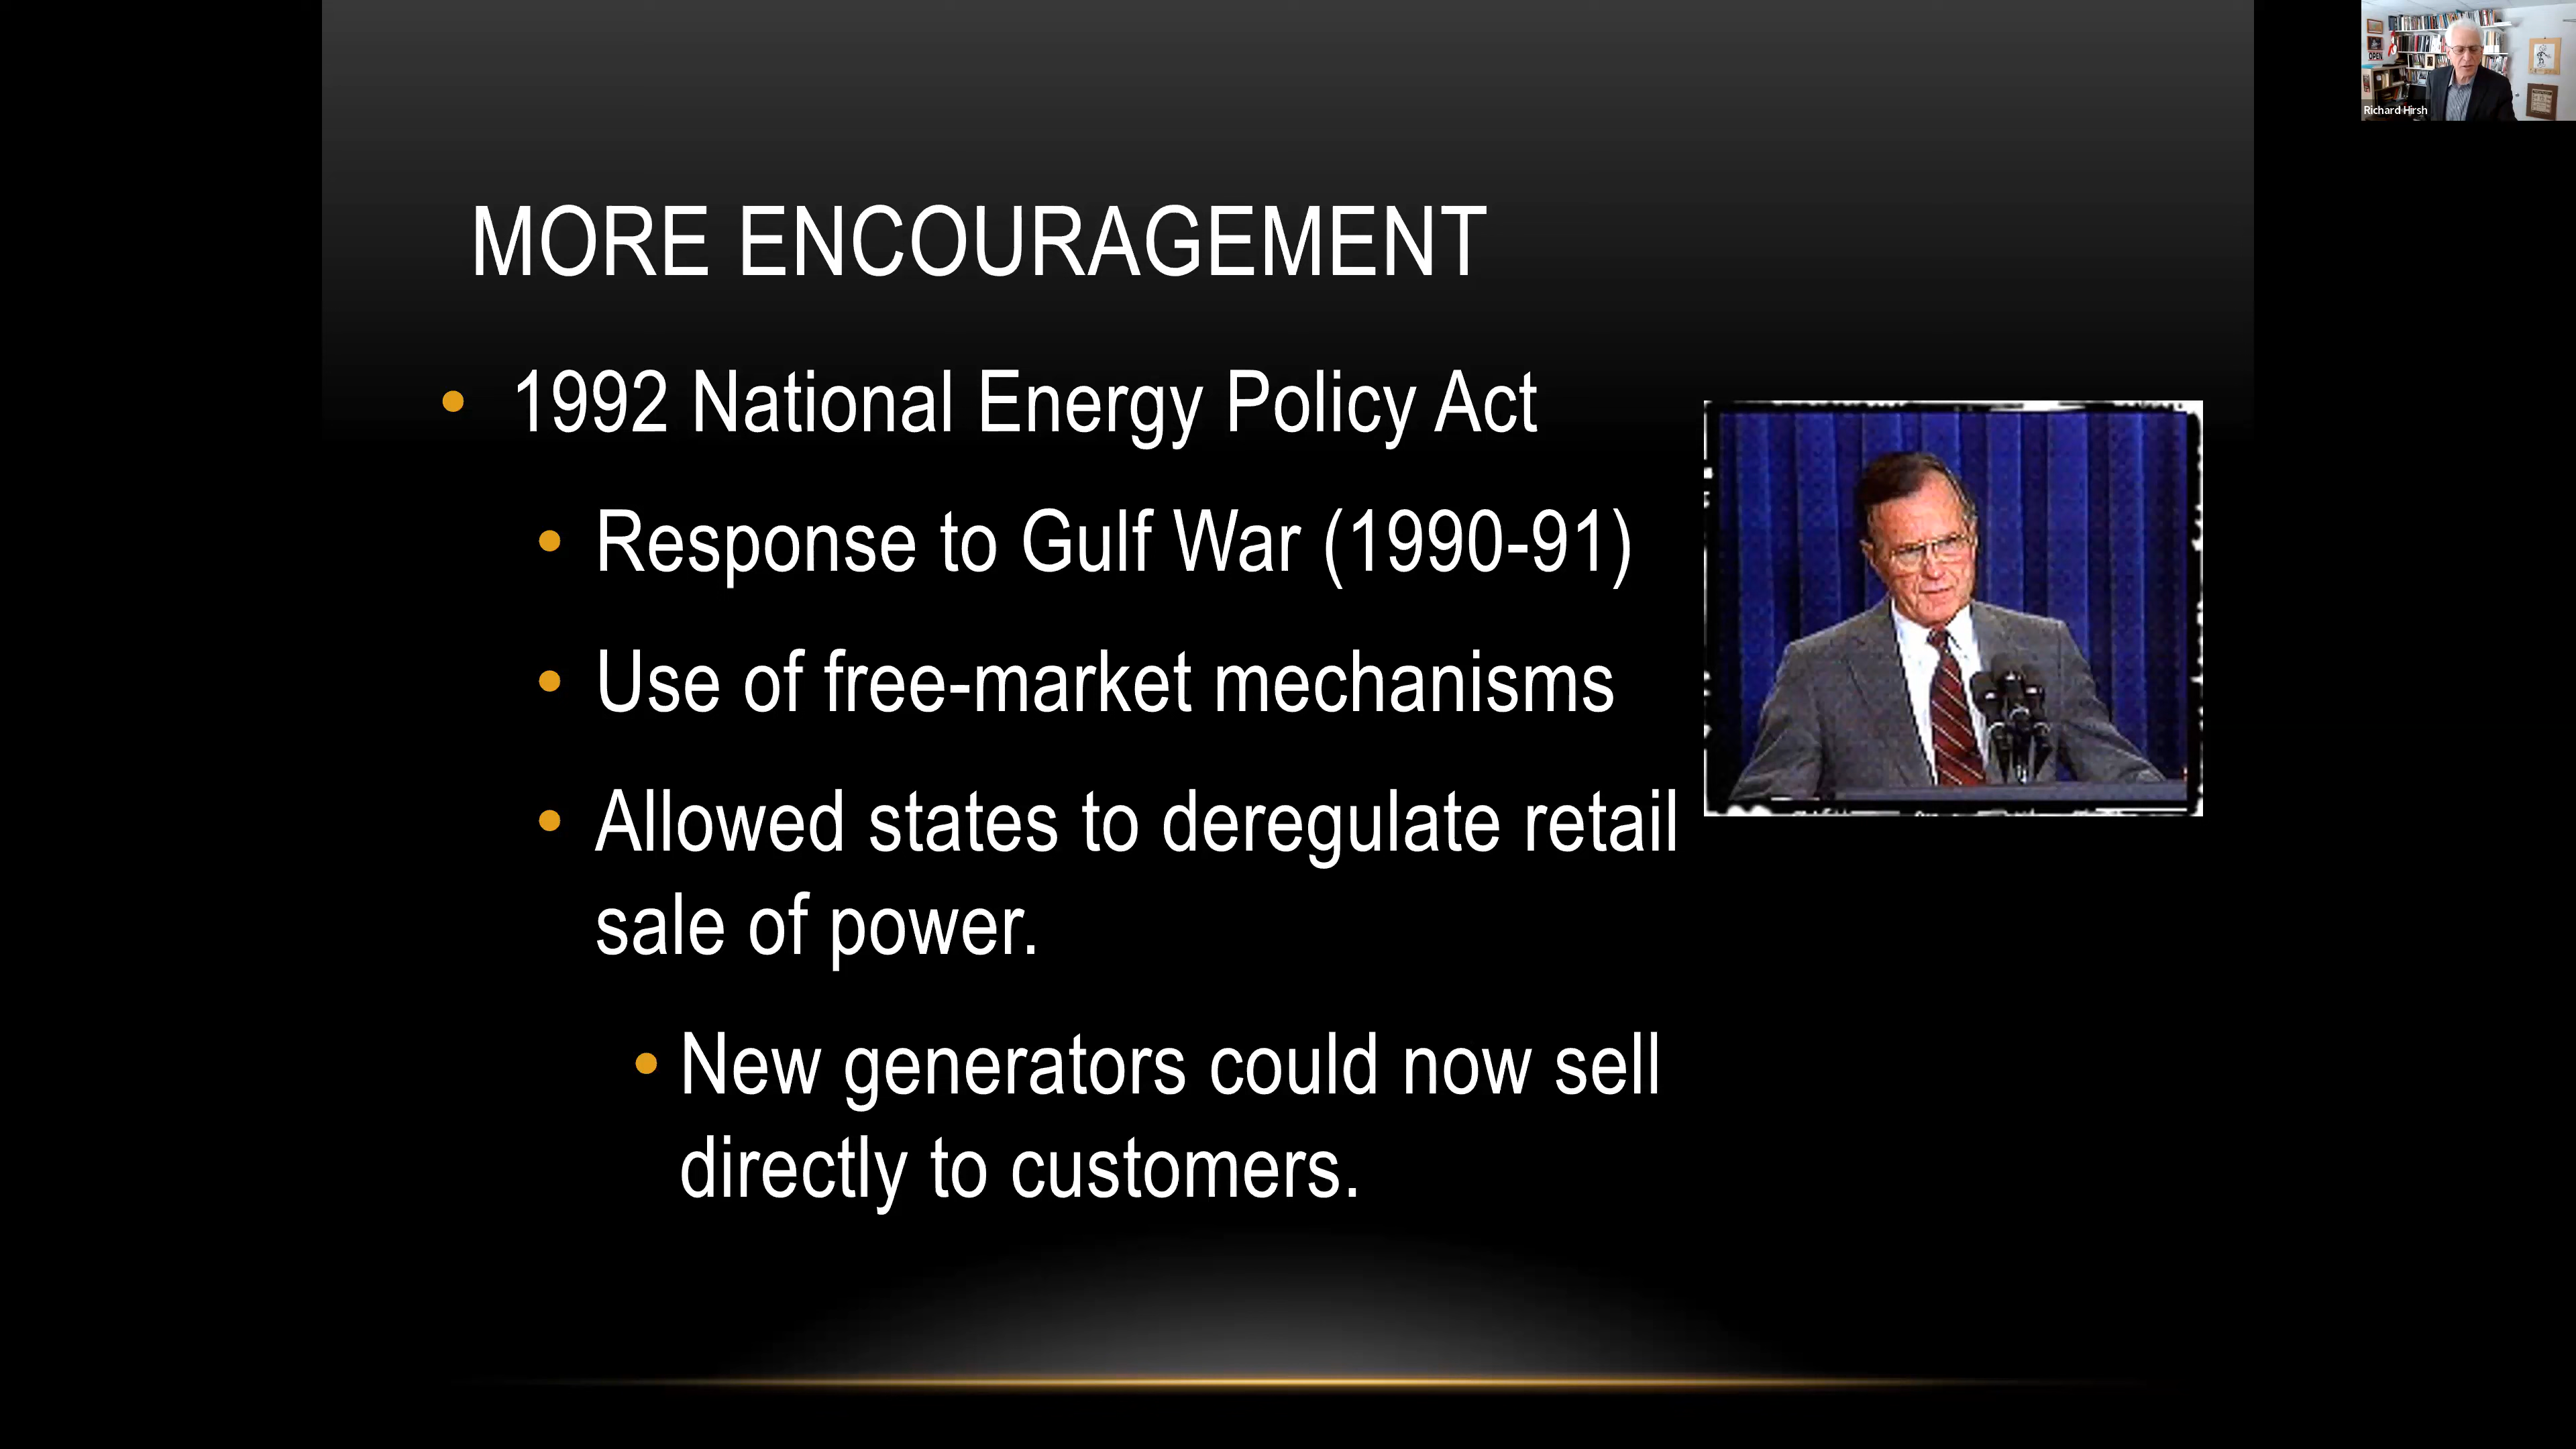 OPEN
Richard Hirsh
MORE ENCOURAGEMENT
• 1992 National Energy Policy Act
• Response to Gulf War (1990-91)
• Use of free-market mechanisms
• Allowed states to deregulate retail
sale of power.
• New generators could now sell
directly to customers.